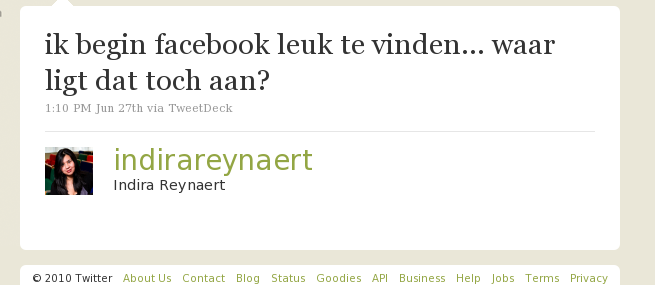 ik begin facebook leuk te vinden... waar
ligt dat toch aan?
1:10 PM Jun 27th via TweetDeck
indirareynaert
Indira Reynaert
© 2010 Twitter About Us Contact Blog Status Goodies API Business Help Jobs Terms Privacy